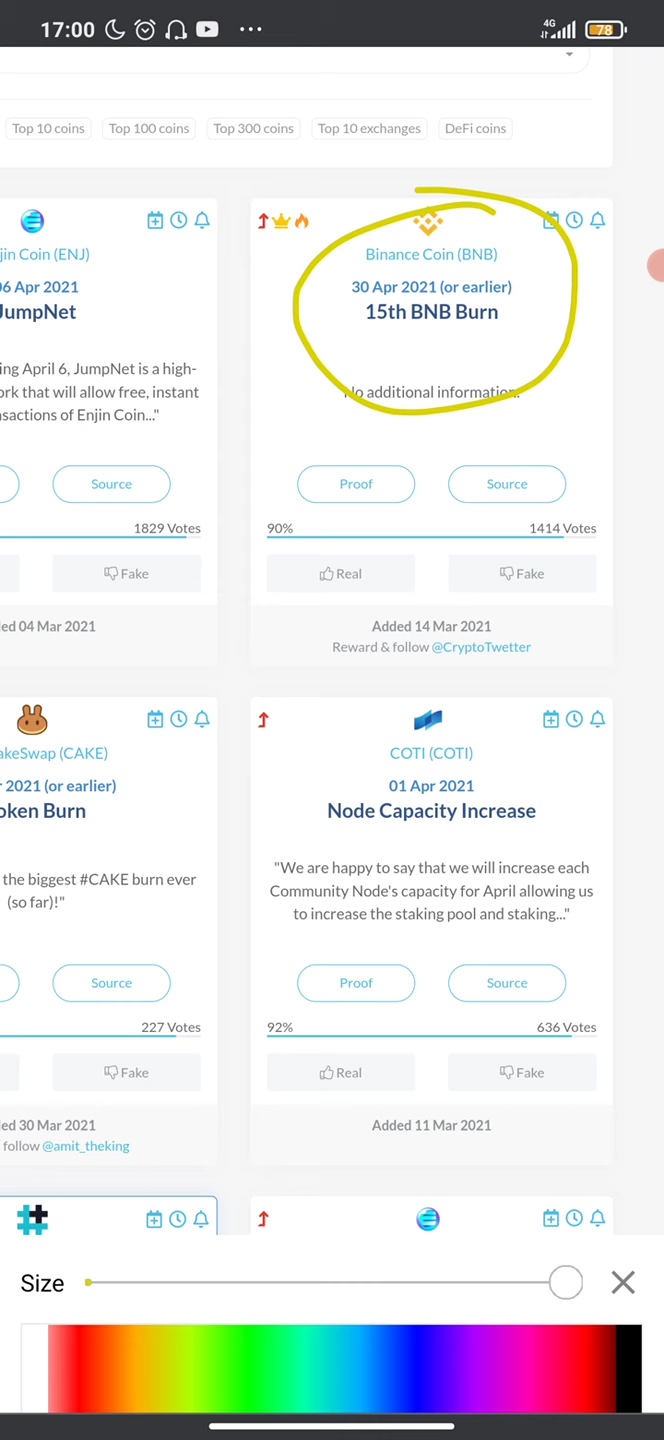 17:00
4G
78
Top 10 coins Top 100 coins Top 300 coins Top 10 exchanges DeFi coins
jin Coin (ENJ)
06 Apr 2021
JumpNet
ing April 6, JumpNet is a high-
ork that will allow free, instant
nsactions of Enjin Coin..."
Source
1829 Votes
Fake
ed 04 Mar 2021
Binance Coin (BNB)
30 Apr 2021 (or earlier)
15th BNB Burn
No additional information.
Proof Source
90% 1414 Votes
Real Fake
Added 14 Mar 2021
Reward & follow @CryptoTwetter
akeSwap (CAKE)
r 2021 (or earlier)
oken Burn
the biggest #CAKE burn ever
(so far)!"
Source
227 Votes
Fake
ed 30 Mar 2021
follow @amit_theking
COTI (COTI)
01 Apr 2021
Node Capacity Increase
"We are happy to say that we will increase each
Community Node's capacity for April allowing us
to increase the staking pool and staking..."
Proof Source
92% 636 Votes
Real Fake
Added 11 Mar 2021
Size